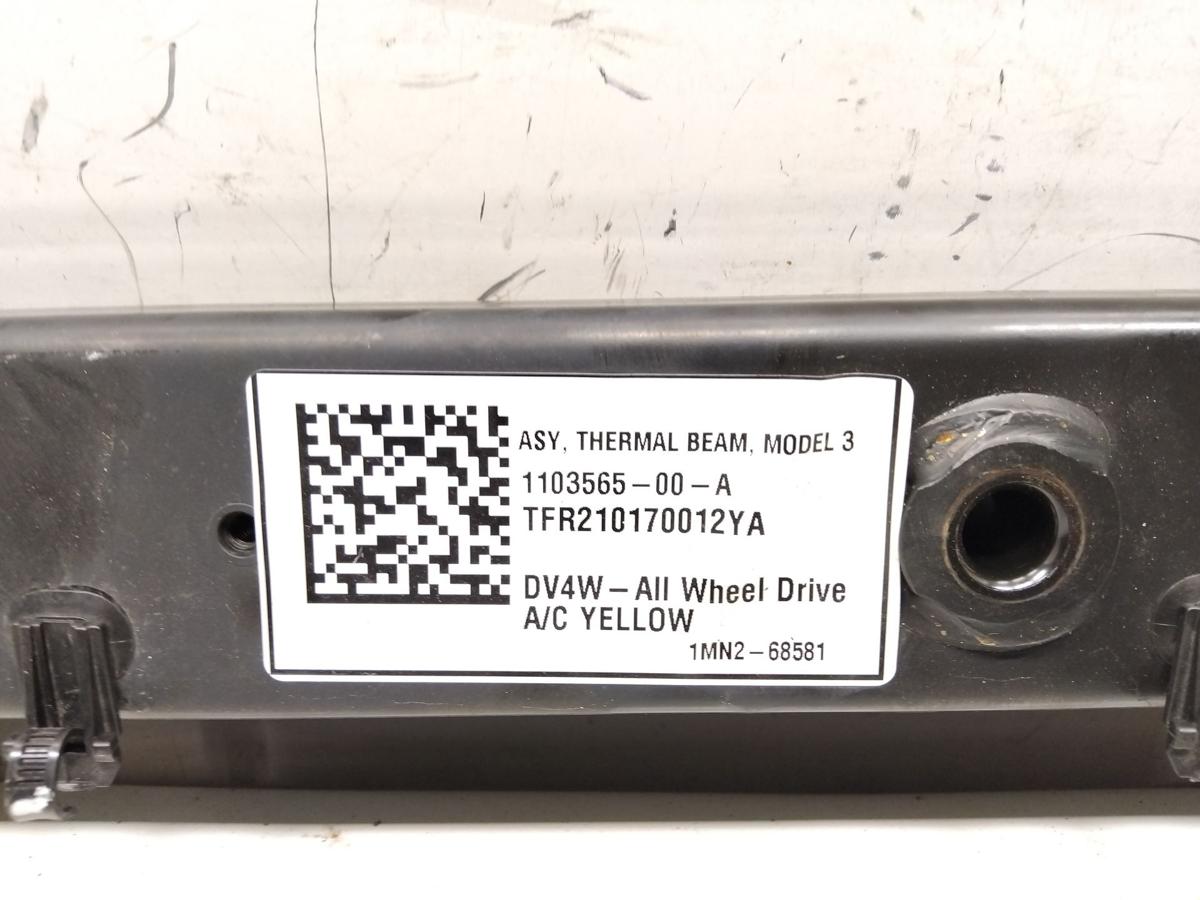 ASY, THERMAL BEAM, MODEL 3
1103565-00-A
TFR210170012YA
DV4W-All Wheel Drive
A/C YELLOW
1MN2-68581